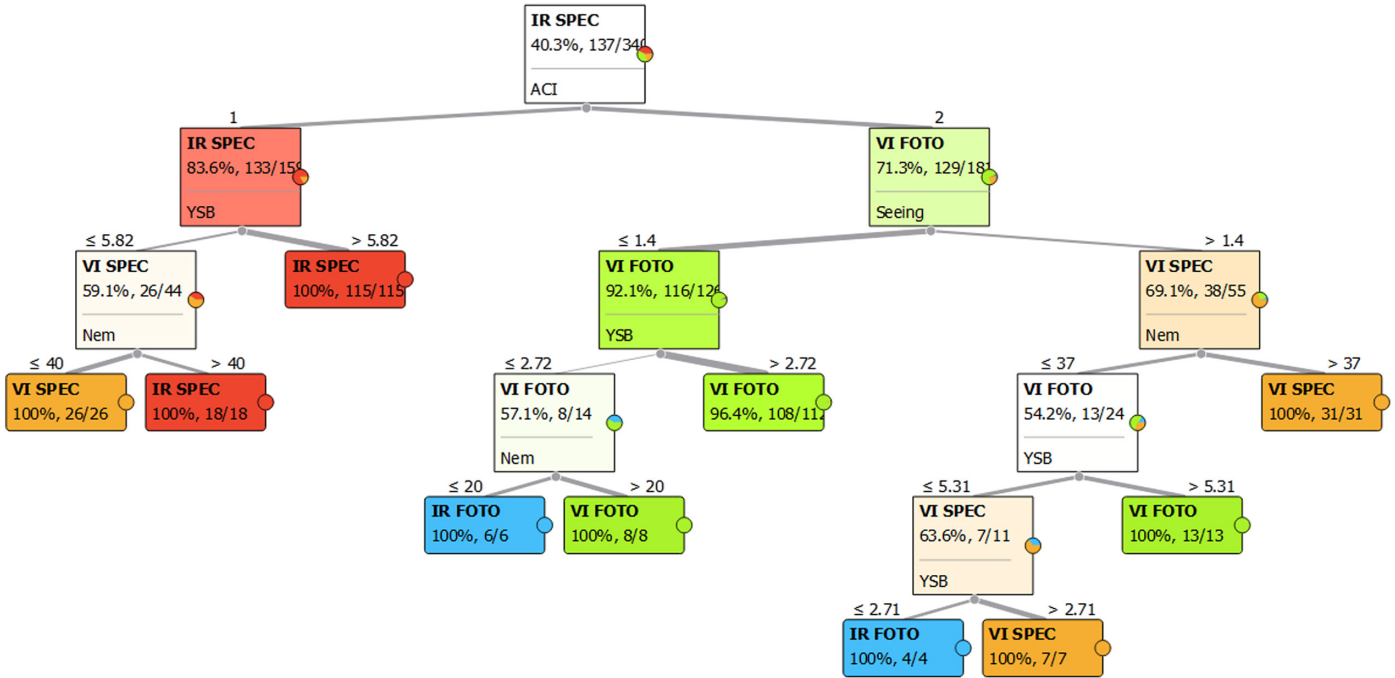 IR SPEC
40.3%, 137/340
ACI
1
2
IR SPEC
83.6%, 133/159
YSB
VI FOTO
71.3%, 129/181
Seeing
≤ 5.82
> 5.82
≤ 1.4
> 1.4
VI SPEC
59.1%, 26/44
Nem
IR SPEC
100%, 115/115
VI FOTO
92.1%, 116/126
YSB
VI SPEC
69.1%, 38/55
Nem
≤ 40
> 40
≤ 2.72
> 2.72
≤ 37
> 37
VI SPEC
100%, 26/26
IR SPEC
100%, 18/18
VI FOTO
57.1%, 8/14
Nem
VI FOTO
96.4%, 108/112
VI FOTO
54.2%, 13/24
YSB
VI SPEC
100%, 31/31
≤ 20
> 20
≤ 5.31
> 5.31
IR FOTO
100%, 6/6
VI FOTO
100%, 8/8
VI SPEC
63.6%, 7/11
YSB
VI FOTO
100%, 13/13
≤ 2.71
> 2.71
IR FOTO
100%, 4/4
VI SPEC
100%, 7/7